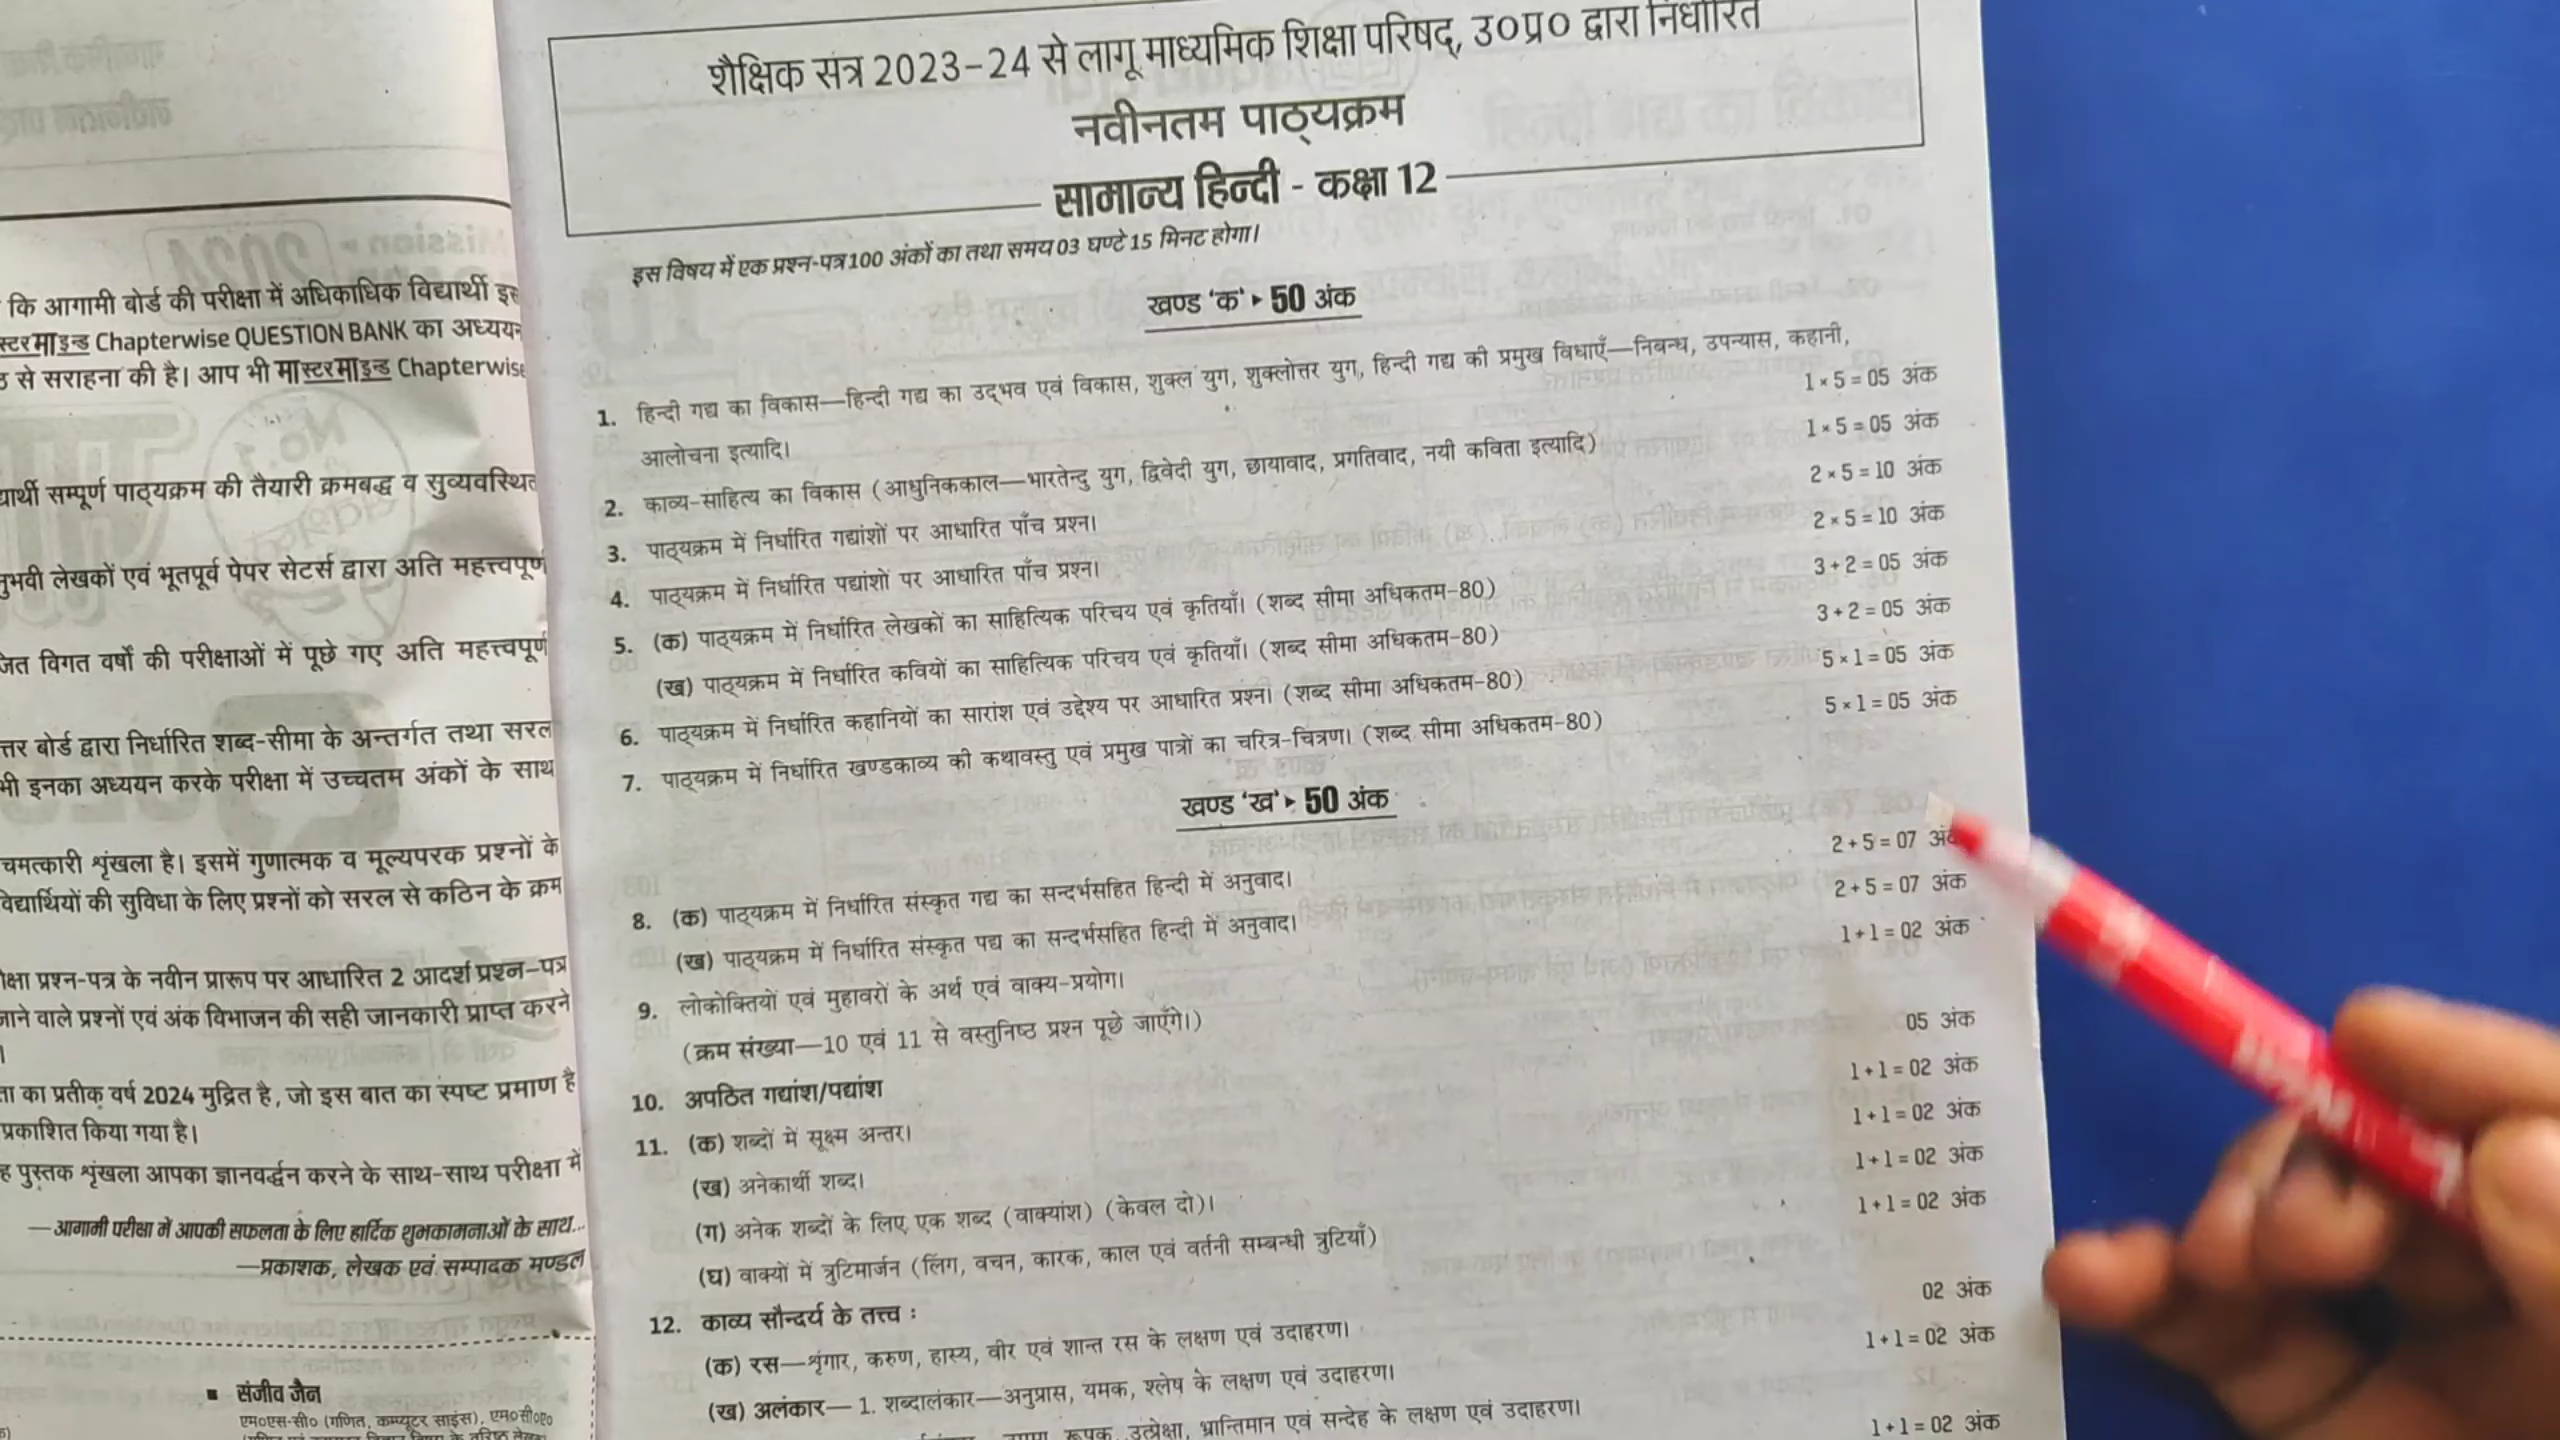 कि आगामी बोर्ड की परीक्षा में अधिकाधिक विद्यार्थी इस
स्टरमाइन्ड Chapterwise QUESTION BANK का अध्ययन
से सराहना की है। आप भी मास्टरमाइन्ड Chapterwise
द्यार्थी सम्पूर्ण पाठ्यक्रम की तैयारी क्रमबद्ध व सुव्यवस्थित
नुभवी लेखकों एवं भूतपूर्व पेपर सेटर्स द्वारा अति महत्त्वपूर्ण
विगत वर्षों की परीक्षाओं में पूछे गए अति महत्त्वपूर्ण
त्तर बोर्ड द्वारा निर्धारित शब्द-सीमा के अन्तर्गत तथा सरल
भी इनका अध्ययन करके परीक्षा में उच्चतम अंकों के साथ
चमत्कारी शृंखला है। इसमें गुणात्मक व मूल्यपरक प्रश्नों के
विद्यार्थियों की सुविधा के लिए प्रश्नों को सरल से कठिन के क्रम
क्षा प्रश्न-पत्र के नवीन प्रारूप पर आधारित 2 आदर्श प्रश्न-पत्र
जाने वाले प्रश्नों एवं अंक विभाजन की सही जानकारी प्राप्त करने
।
ता का प्रतीक वर्ष 2024 मुद्रित है, जो इस बात का स्पष्ट प्रमाण है
प्रकाशित किया गया है।
ह पुस्तक शृंखला आपका ज्ञानवर्द्धन करने के साथ-साथ परीक्षा में
—आगामी परीक्षा में आपकी सफलता के लिए हार्दिक शुभकामनाओं के साथ...
—प्रकाशक, लेखक एवं सम्पादक मण्डल
■ संजीव जैन
एम०एस-सी० (गणित, कम्प्यूटर साइंस), एम०सी०ए०
शैक्षिक सत्र 2023-24 से लागू माध्यमिक शिक्षा परिषद्, उ०प्र० द्वारा निर्धारित
नवीनतम पाठ्यक्रम
सामान्य हिन्दी - कक्षा 12
इस विषय में एक प्रश्न-पत्र 100 अंकों का तथा समय 03 घण्टे 15 मिनट होगा।
खण्ड 'क' ▸ 50 अंक
1. हिन्दी गद्य का विकास—हिन्दी गद्य का उद्भव एवं विकास, शुक्ल युग, शुक्लोत्तर युग, हिन्दी गद्य की प्रमुख विधाएँ—निबन्ध, उपन्यास, कहानी,
आलोचना इत्यादि। 1 × 5 = 05 अंक
2. काव्य-साहित्य का विकास (आधुनिककाल—भारतेन्दु युग, द्विवेदी युग, छायावाद, प्रगतिवाद, नयी कविता इत्यादि) 1 × 5 = 05 अंक
3. पाठ्यक्रम में निर्धारित गद्यांशों पर आधारित पाँच प्रश्न। 2 × 5 = 10 अंक
4. पाठ्यक्रम में निर्धारित पद्यांशों पर आधारित पाँच प्रश्न। 2 × 5 = 10 अंक
5. (क) पाठ्यक्रम में निर्धारित लेखकों का साहित्यिक परिचय एवं कृतियाँ। (शब्द सीमा अधिकतम-80) 3 + 2 = 05 अंक
(ख) पाठ्यक्रम में निर्धारित कवियों का साहित्यिक परिचय एवं कृतियाँ। (शब्द सीमा अधिकतम-80) 3 + 2 = 05 अंक
6. पाठ्यक्रम में निर्धारित कहानियों का सारांश एवं उद्देश्य पर आधारित प्रश्न। (शब्द सीमा अधिकतम-80) 5 × 1 = 05 अंक
7. पाठ्यक्रम में निर्धारित खण्डकाव्य की कथावस्तु एवं प्रमुख पात्रों का चरित्र-चित्रण। (शब्द सीमा अधिकतम-80) 5 × 1 = 05 अंक
खण्ड 'ख' ▸ 50 अंक
8. (क) पाठ्यक्रम में निर्धारित संस्कृत गद्य का सन्दर्भसहित हिन्दी में अनुवाद। 2 + 5 = 07 अंक
(ख) पाठ्यक्रम में निर्धारित संस्कृत पद्य का सन्दर्भसहित हिन्दी में अनुवाद। 2 + 5 = 07 अंक
9. लोकोक्तियों एवं मुहावरों के अर्थ एवं वाक्य-प्रयोग। 1 + 1 = 02 अंक
(क्रम संख्या—10 एवं 11 से वस्तुनिष्ठ प्रश्न पूछे जाएँगे।)
10. अपठित गद्यांश/पद्यांश 05 अंक
11. (क) शब्दों में सूक्ष्म अन्तर। 1 + 1 = 02 अंक
(ख) अनेकार्थी शब्द। 1 + 1 = 02 अंक
(ग) अनेक शब्दों के लिए एक शब्द (वाक्यांश) (केवल दो)। 1 + 1 = 02 अंक
(घ) वाक्यों में त्रुटिमार्जन (लिंग, वचन, कारक, काल एवं वर्तनी सम्बन्धी त्रुटियाँ) 1 + 1 = 02 अंक
12. काव्य सौन्दर्य के तत्त्व :
(क) रस—शृंगार, करुण, हास्य, वीर एवं शान्त रस के लक्षण एवं उदाहरण। 02 अंक
(ख) अलंकार— 1. शब्दालंकार—अनुप्रास, यमक, श्लेष के लक्षण एवं उदाहरण। 1 + 1 = 02 अंक
रूपक, उत्प्रेक्षा, भ्रान्तिमान एवं सन्देह के लक्षण एवं उदाहरण।
1 + 1 = 02 अंक